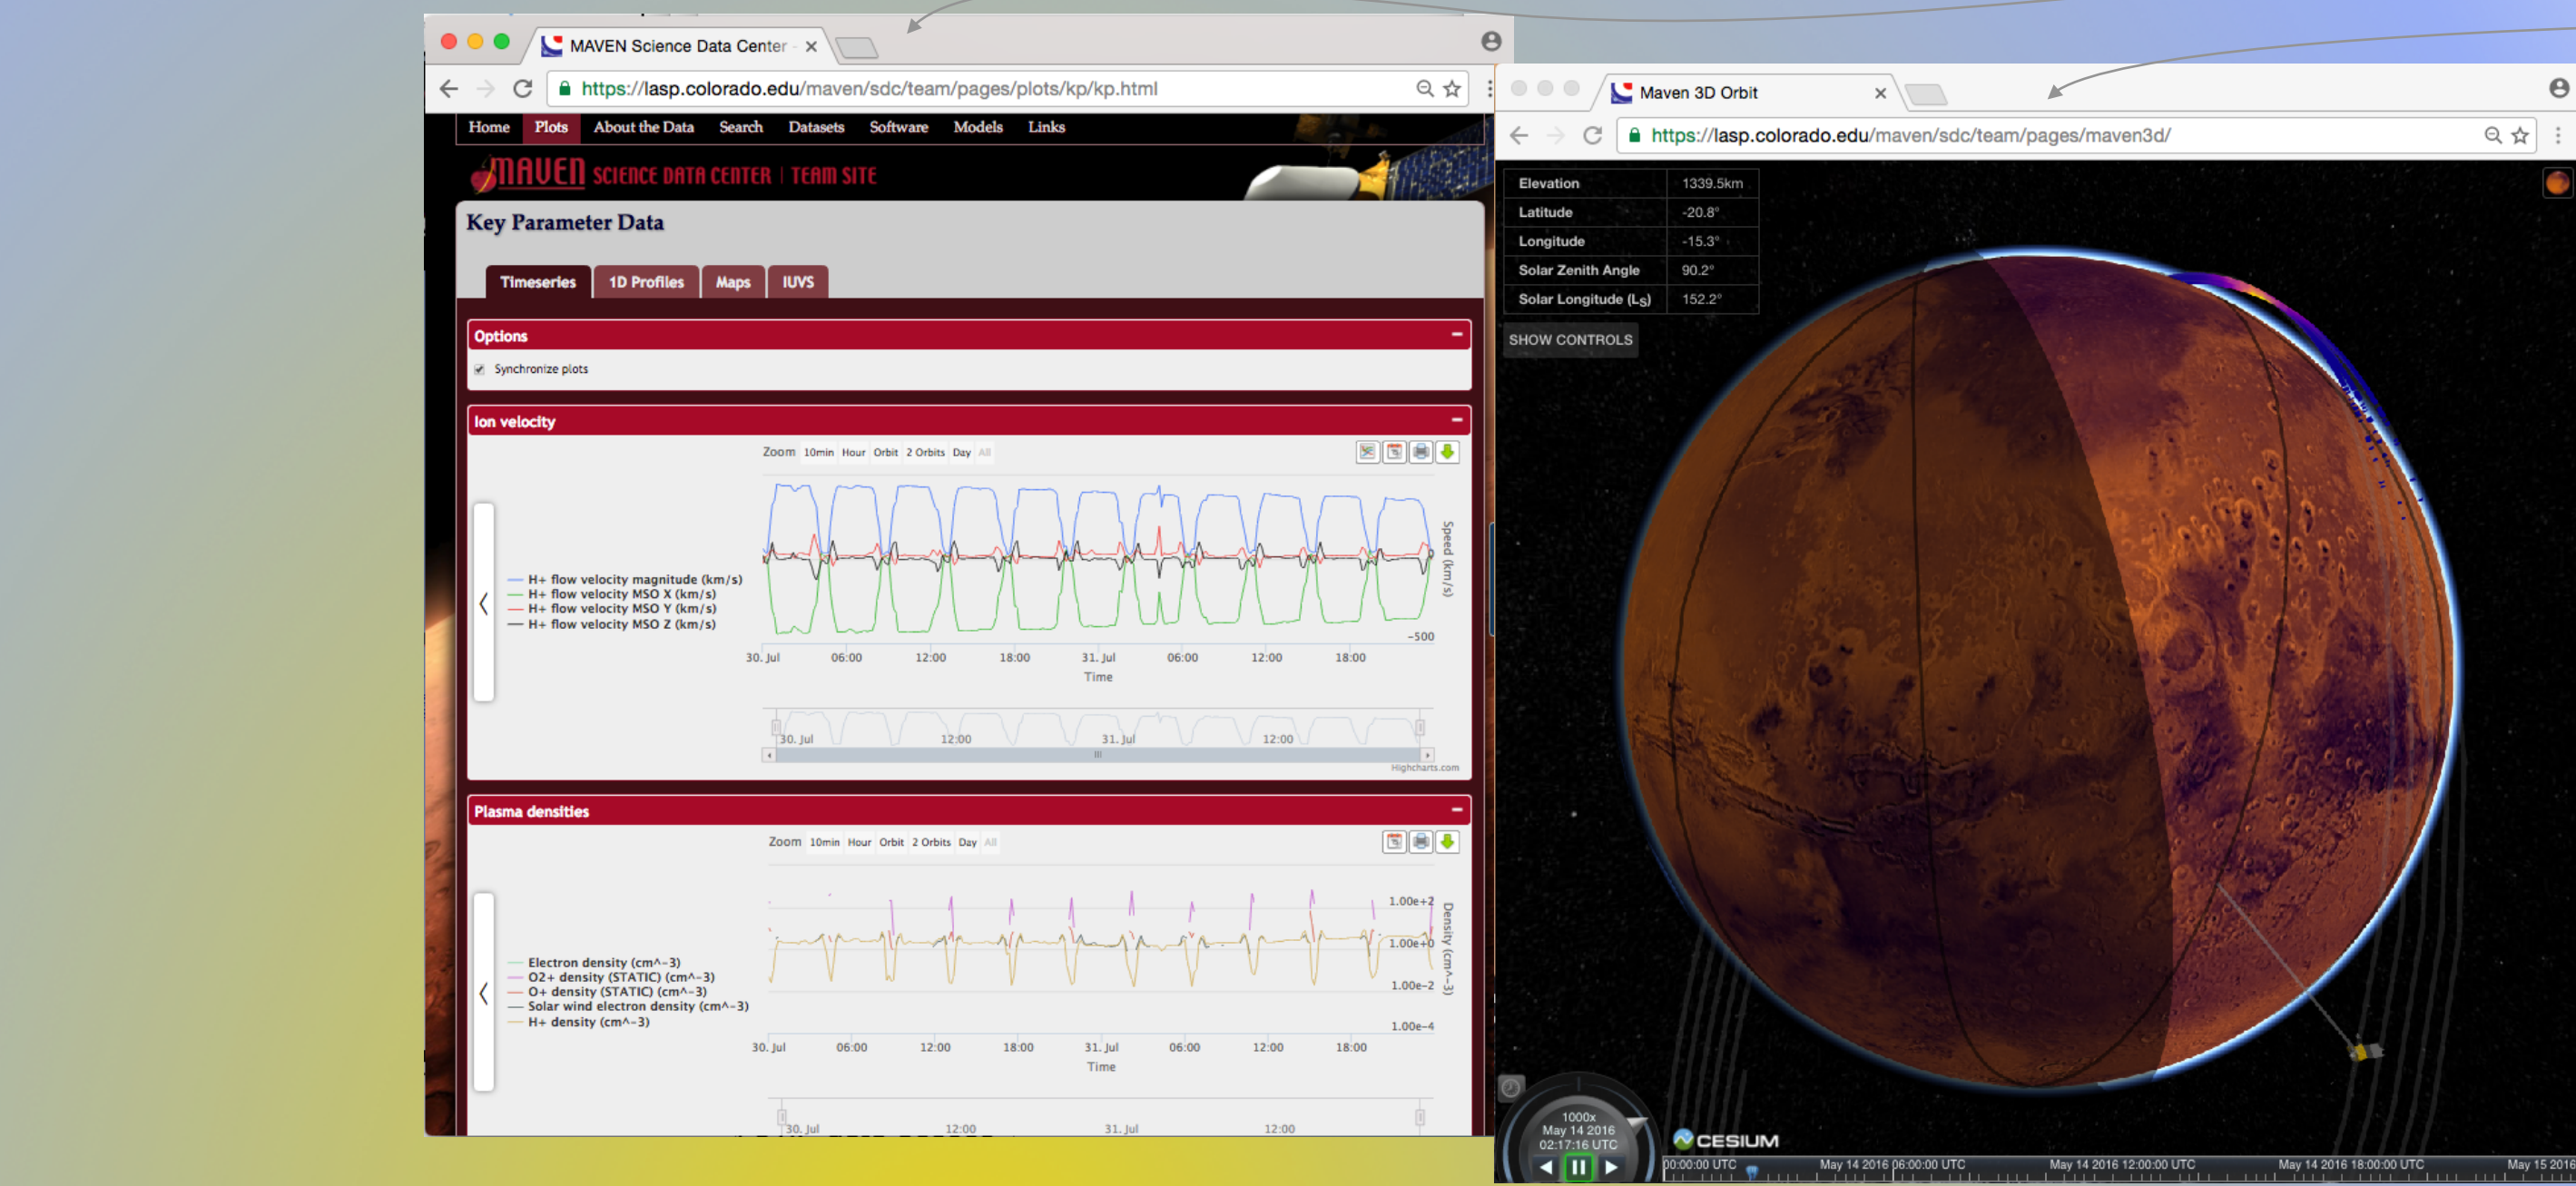 MAVEN Science Data Center -
https://lasp.colorado.edu/maven/sdc/team/pages/plots/kp/kp.html
Home Plots About the Data Search Datasets Software Models Links
MAVEN SCIENCE DATA CENTER | TEAM SITE
Key Parameter Data
Timeseries 1D Profiles Maps IUVS
Options
Synchronize plots
Ion velocity
Zoom 10min Hour Orbit 2 Orbits Day All
H+ flow velocity magnitude (km/s)
H+ flow velocity MSO X (km/s)
H+ flow velocity MSO Y (km/s)
H+ flow velocity MSO Z (km/s)
Speed (km/s)
0
-500
30. Jul 06:00 12:00 18:00 31. Jul 06:00 12:00 18:00
Time
30. Jul 12:00 31. Jul 12:00
Highcharts.com
Plasma densities
Zoom 10min Hour Orbit 2 Orbits Day All
Electron density (cm^-3)
O2+ density (STATIC) (cm^-3)
O+ density (STATIC) (cm^-3)
Solar wind electron density (cm^-3)
H+ density (cm^-3)
1.00e+2
1.00e+0
1.00e-2
1.00e-4
Density (cm^-3)
30. Jul 06:00 12:00 18:00 31. Jul 06:00 12:00 18:00
Time
30. Jul 12:00 31. Jul 12:00
Maven 3D Orbit
https://lasp.colorado.edu/maven/sdc/team/pages/maven3d/
Elevation 1339.5km
Latitude -20.8°
Longitude -15.3°
Solar Zenith Angle 90.2°
Solar Longitude (LS) 152.2°
SHOW CONTROLS
1000x
May 14 2016
02:17:16 UTC
CESIUM
00:00:00 UTC May 14 2016 06:00:00 UTC May 14 2016 12:00:00 UTC May 14 2016 18:00:00 UTC May 15 2016